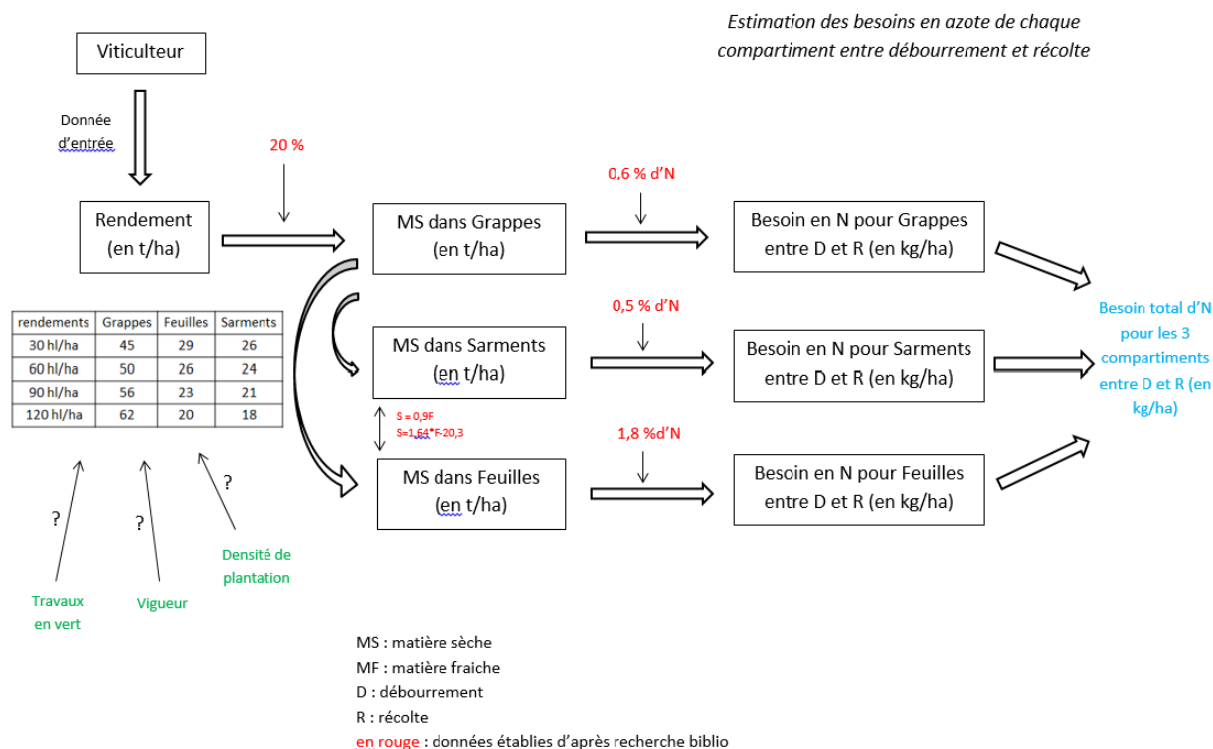 Estimation des besoins en azote de chaque
compartiment entre débourrement et récolte
Viticulteur
Donnée
d'entrée
20 %
0,6 % d'N
Rendement
(en t/ha)
MS dans Grappes
(en t/ha)
Besoin en N pour Grappes
entre D et R (en kg/ha)
rendements Grappes Feuilles Sarments
30 hl/ha 45 29 26
60 hl/ha 50 26 24
90 hl/ha 56 23 21
120 hl/ha 62 20 18
0,5 % d'N
MS dans Sarments
(en t/ha)
Besoin en N pour Sarments
entre D et R (en kg/ha)
Besoin total d'N
pour les 3
compartiments
entre D et R (en
kg/ha)
S = 0,9F
S=1,64*F-20,3
1,8 %d'N
MS dans Feuilles
(en t/ha)
Besoin en N pour Feuilles
entre D et R (en kg/ha)
?
?
?
Densité de
plantation
Travaux
en vert
Vigueur
MS : matière sèche
MF : matière fraiche
D : débourrement
R : récolte
en rouge : données établies d'après recherche biblio